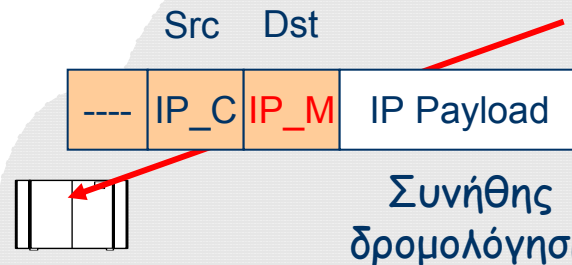 Src Dst
---- IP_C IP_M IP Payload
Συνήθης
δρομολόγησ